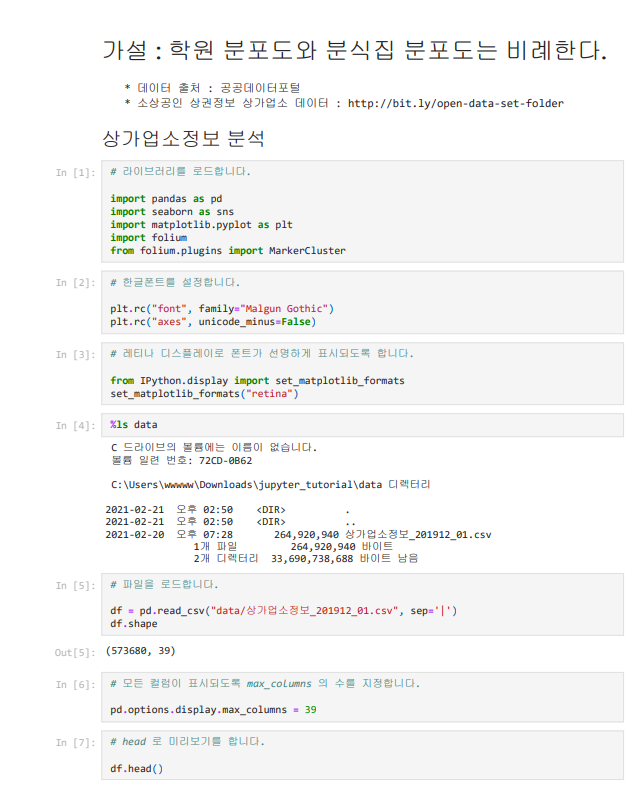 가설 : 학원 분포도와 분식집 분포도는 비례한다.
* 데이터 출처 : 공공데이터포털
* 소상공인 상권정보 상가업소 데이터 : http://bit.ly/open-data-set-folder
상가업소정보 분석
In [1]: # 라이브러리를 로드합니다.
import pandas as pd
import seaborn as sns
import matplotlib.pyplot as plt
import folium
from folium.plugins import MarkerCluster
In [2]: # 한글폰트를 설정합니다.
plt.rc("font", family="Malgun Gothic")
plt.rc("axes", unicode_minus=False)
In [3]: # 레티나 디스플레이로 폰트가 선명하게 표시되도록 합니다.
from IPython.display import set_matplotlib_formats
set_matplotlib_formats("retina")
In [4]: %ls data
C 드라이브의 볼륨에는 이름이 없습니다.
볼륨 일련 번호: 72CD-0B62
C:\Users\wwwww\Downloads\jupyter_tutorial\data 디렉터리
2021-02-21 오후 02:50 <DIR> .
2021-02-21 오후 02:50 <DIR> ..
2021-02-20 오후 07:28 264,920,940 상가업소정보_201912_01.csv
1개 파일 264,920,940 바이트
2개 디렉터리 33,690,738,688 바이트 남음
In [5]: # 파일을 로드합니다.
df = pd.read_csv("data/상가업소정보_201912_01.csv", sep='|')
df.shape
Out[5]: (573680, 39)
In [6]: # 모든 컬럼이 표시되도록 max_columns 의 수를 지정합니다.
pd.options.display.max_columns = 39
In [7]: # head 로 미리보기를 합니다.
df.head()